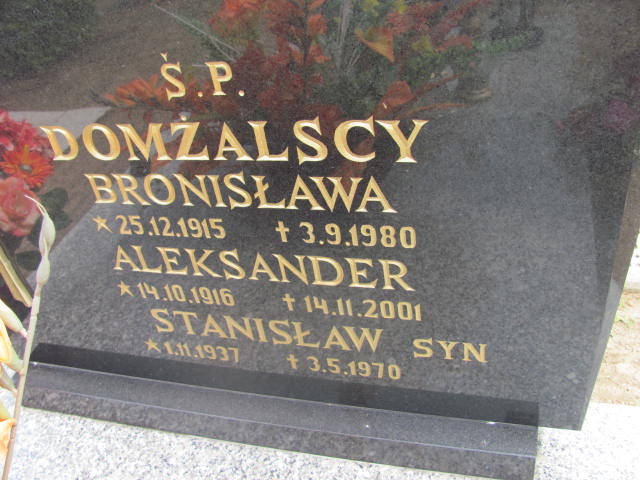 Ś.P.
DOMŻALSCY
BRONISŁAWA
★ 25.12.1915 † 3.9.1980
ALEKSANDER
★ 14.10.1916 † 14.11.2001
STANISŁAW SYN
★ 1.11.1937 † 3.5.1970